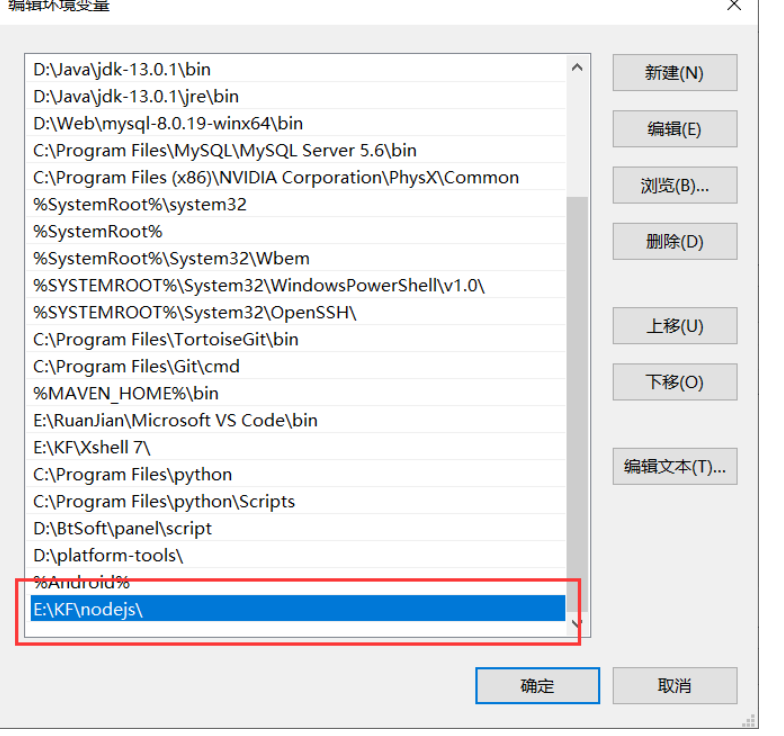 编辑环境变量
D:\Java\jdk-13.0.1\bin
D:\Java\jdk-13.0.1\jre\bin
D:\Web\mysql-8.0.19-winx64\bin
C:\Program Files\MySQL\MySQL Server 5.6\bin
C:\Program Files (x86)\NVIDIA Corporation\PhysX\Common
%SystemRoot%\system32
%SystemRoot%
%SystemRoot%\System32\Wbem
%SYSTEMROOT%\System32\WindowsPowerShell\v1.0\
%SYSTEMROOT%\System32\OpenSSH\
C:\Program Files\TortoiseGit\bin
C:\Program Files\Git\cmd
%MAVEN_HOME%\bin
E:\RuanJian\Microsoft VS Code\bin
E:\KF\Xshell 7\
C:\Program Files\python
C:\Program Files\python\Scripts
D:\BtSoft\panel\script
D:\platform-tools\
%Android%
E:\KF\nodejs\
新建(N)
编辑(E)
浏览(B)...
删除(D)
上移(U)
下移(O)
编辑文本(T)...
确定
取消